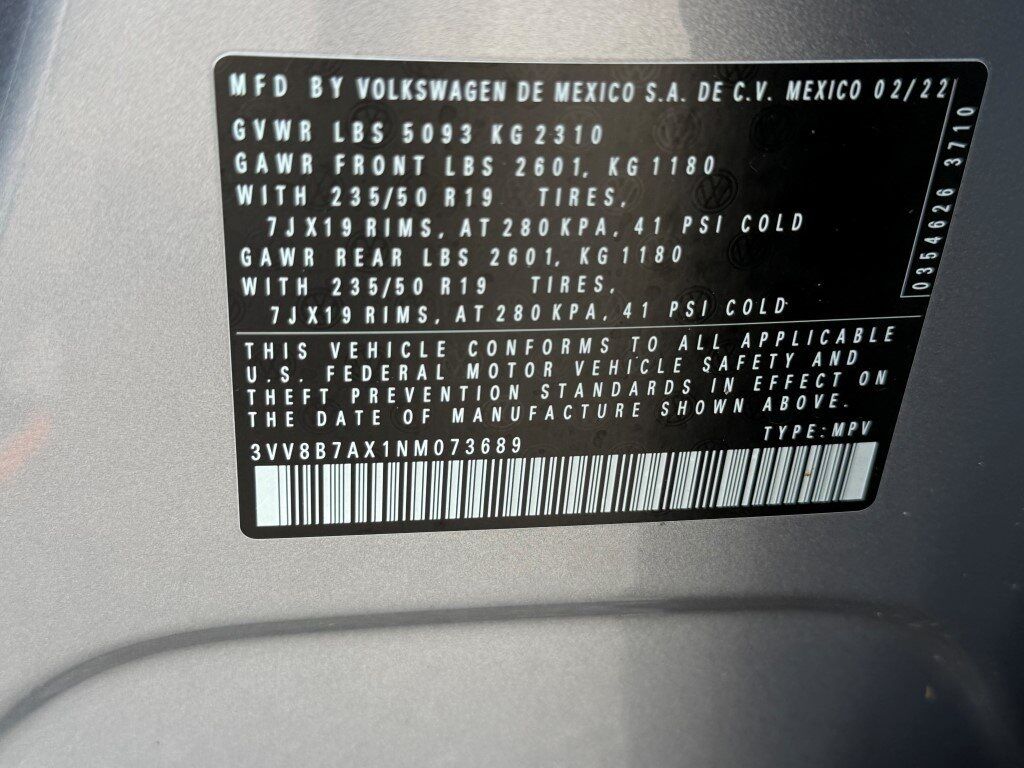 MFD BY VOLKSWAGEN DE MEXICO S.A. DE C.V. MEXICO 02/22
GVWR LBS 5093 KG 2310
GAWR FRONT LBS 2601, KG 1180
WITH 235/50 R19 TIRES,
7JX19 RIMS, AT 280 KPA, 41 PSI COLD
GAWR REAR LBS 2601, KG 1180
WITH 235/50 R19 TIRES,
7JX19 RIMS, AT 280 KPA, 41 PSI COLD
0354626 3710
THIS VEHICLE CONFORMS TO ALL APPLICABLE
U.S. FEDERAL MOTOR VEHICLE SAFETY AND
THEFT PREVENTION STANDARDS IN EFFECT ON
THE DATE OF MANUFACTURE SHOWN ABOVE.
TYPE: MPV
3VV8B7AX1NM073689